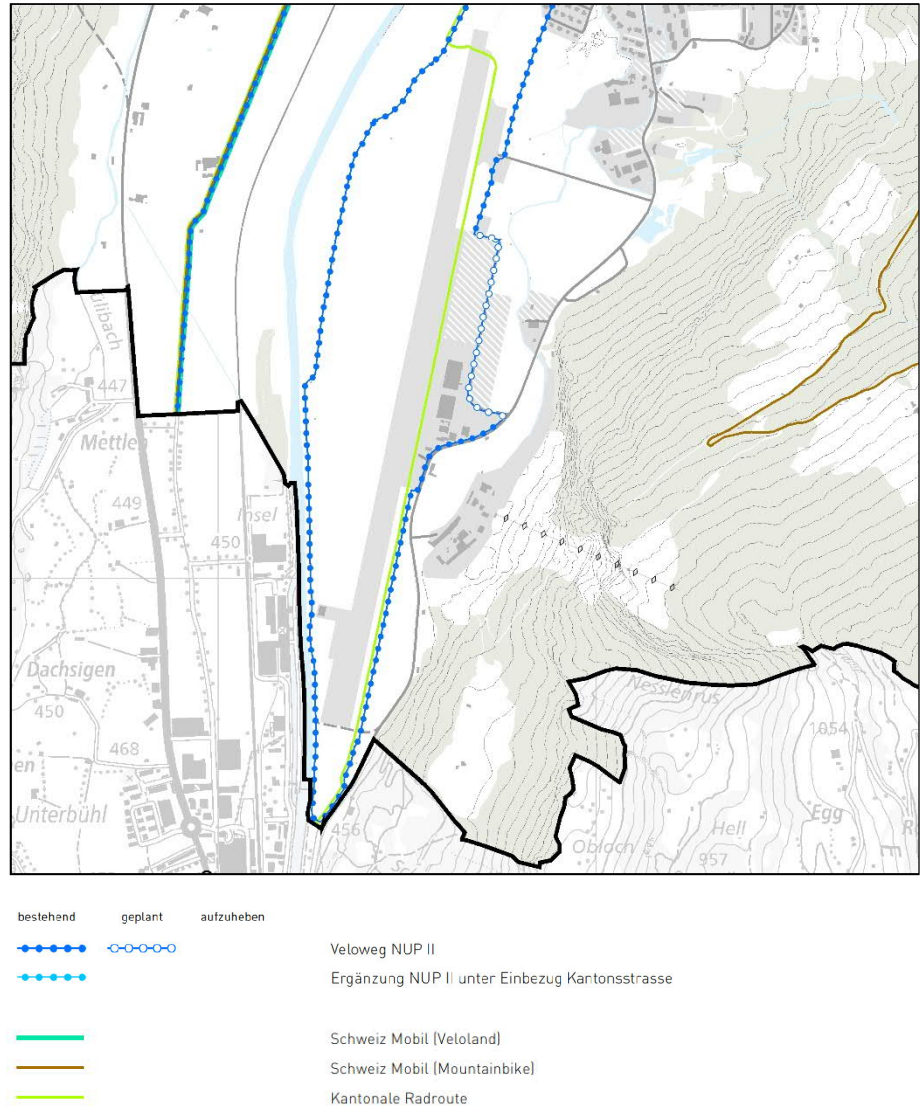 447
Mettlen
449
Insel
450
Dachsigen
450
468
Unterbühl
456
Obloch
957
Hell
Egg
1054
bestehend geplant aufzuheben
Veloweg NUP II
Ergänzung NUP II unter Einbezug Kantonsstrasse
Schweiz Mobil (Veloland)
Schweiz Mobil (Mountainbike)
Kantonale Radroute